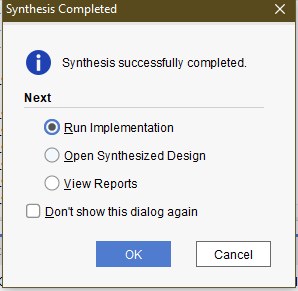 Synthesis Completed
Synthesis successfully completed.
Next
Run Implementation
Open Synthesized Design
View Reports
Don't show this dialog again
OK
Cancel